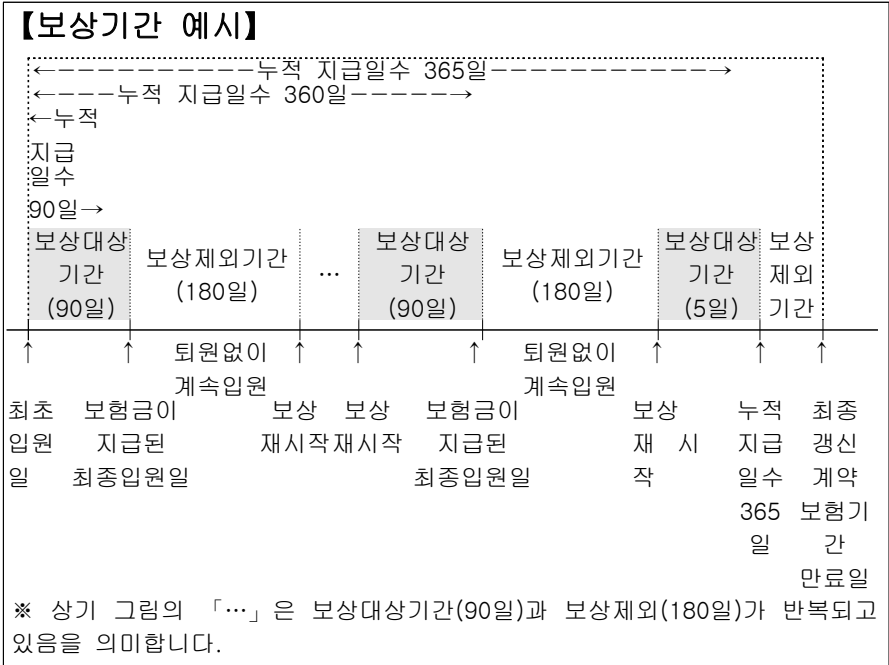 【보상기간 예시】
←――――――――――누적 지급일수 365일――――――――――→
←――――누적 지급일수 360일―――――→
←누적
지급
일수
90일→
보상대상 기간 (90일)
보상제외기간 (180일)
…
보상대상 기간 (90일)
보상제외기간 (180일)
보상대상 기간 (5일)
보상 제외 기간
↑ ↑ 퇴원없이 ↑ ↑ ↑ 퇴원없이 ↑ ↑ ↑
계속입원 계속입원
최초 보험금이 보상 보상 보험금이 보상 누적 최종
입원 지급된 재시작 재시작 지급된 재 시 지급 갱신
일 최종입원일 최종입원일 작 일수 계약
365 보험기
일 간
만료일
※ 상기 그림의 「…」은 보상대상기간(90일)과 보상제외(180일)가 반복되고
있음을 의미합니다.